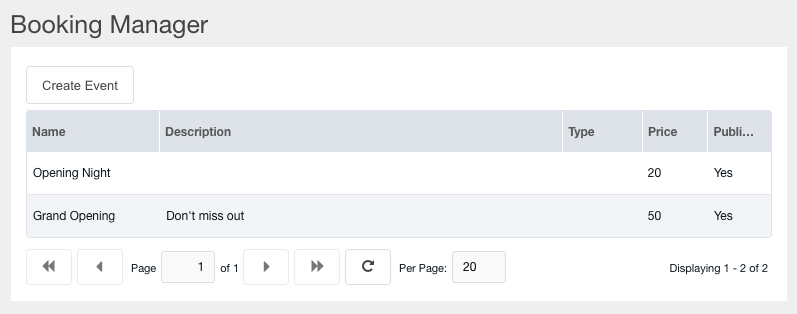 Booking Manager
Create Event
Name Description Type Price Publi...
Opening Night 20 Yes
Grand Opening Don't miss out 50 Yes
Page 1 of 1 Per Page: 20 Displaying 1 - 2 of 2